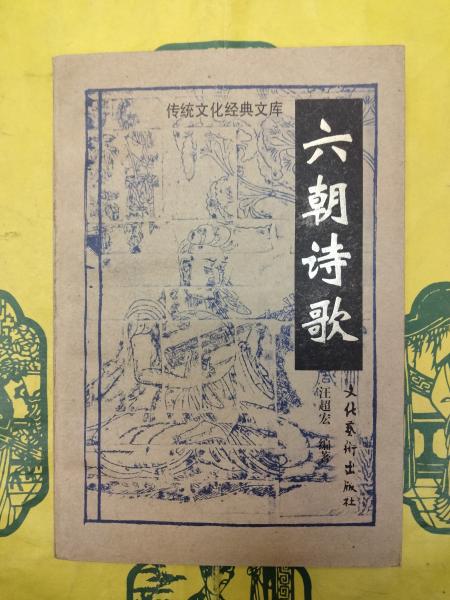 传统文化经典文库
六朝诗歌
汪超宏 编著
文化艺术出版社